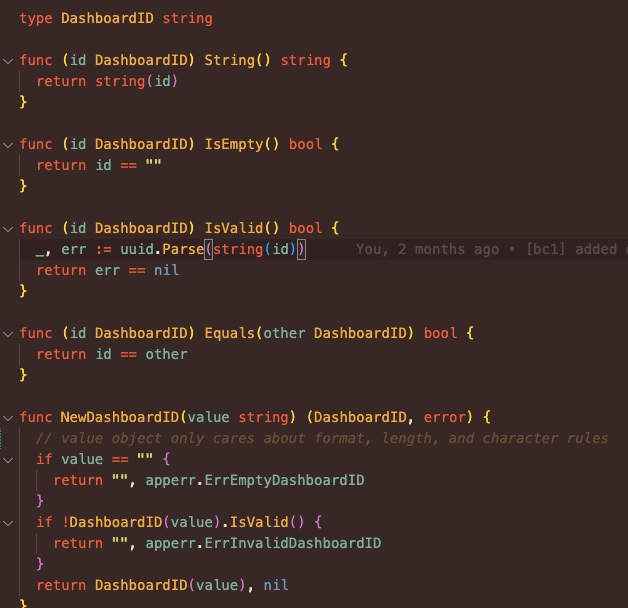 type DashboardID string
func (id DashboardID) String() string {
return string(id)
}
func (id DashboardID) IsEmpty() bool {
return id == ""
}
func (id DashboardID) IsValid() bool {
_, err := uuid.Parse(string(id)) You, 2 months ago • [bc1] added
return err == nil
}
func (id DashboardID) Equals(other DashboardID) bool {
return id == other
}
func NewDashboardID(value string) (DashboardID, error) {
// value object only cares about format, length, and character rules
if value == "" {
return "", apperr.ErrEmptyDashboardID
}
if !DashboardID(value).IsValid() {
return "", apperr.ErrInvalidDashboardID
}
return DashboardID(value), nil
}